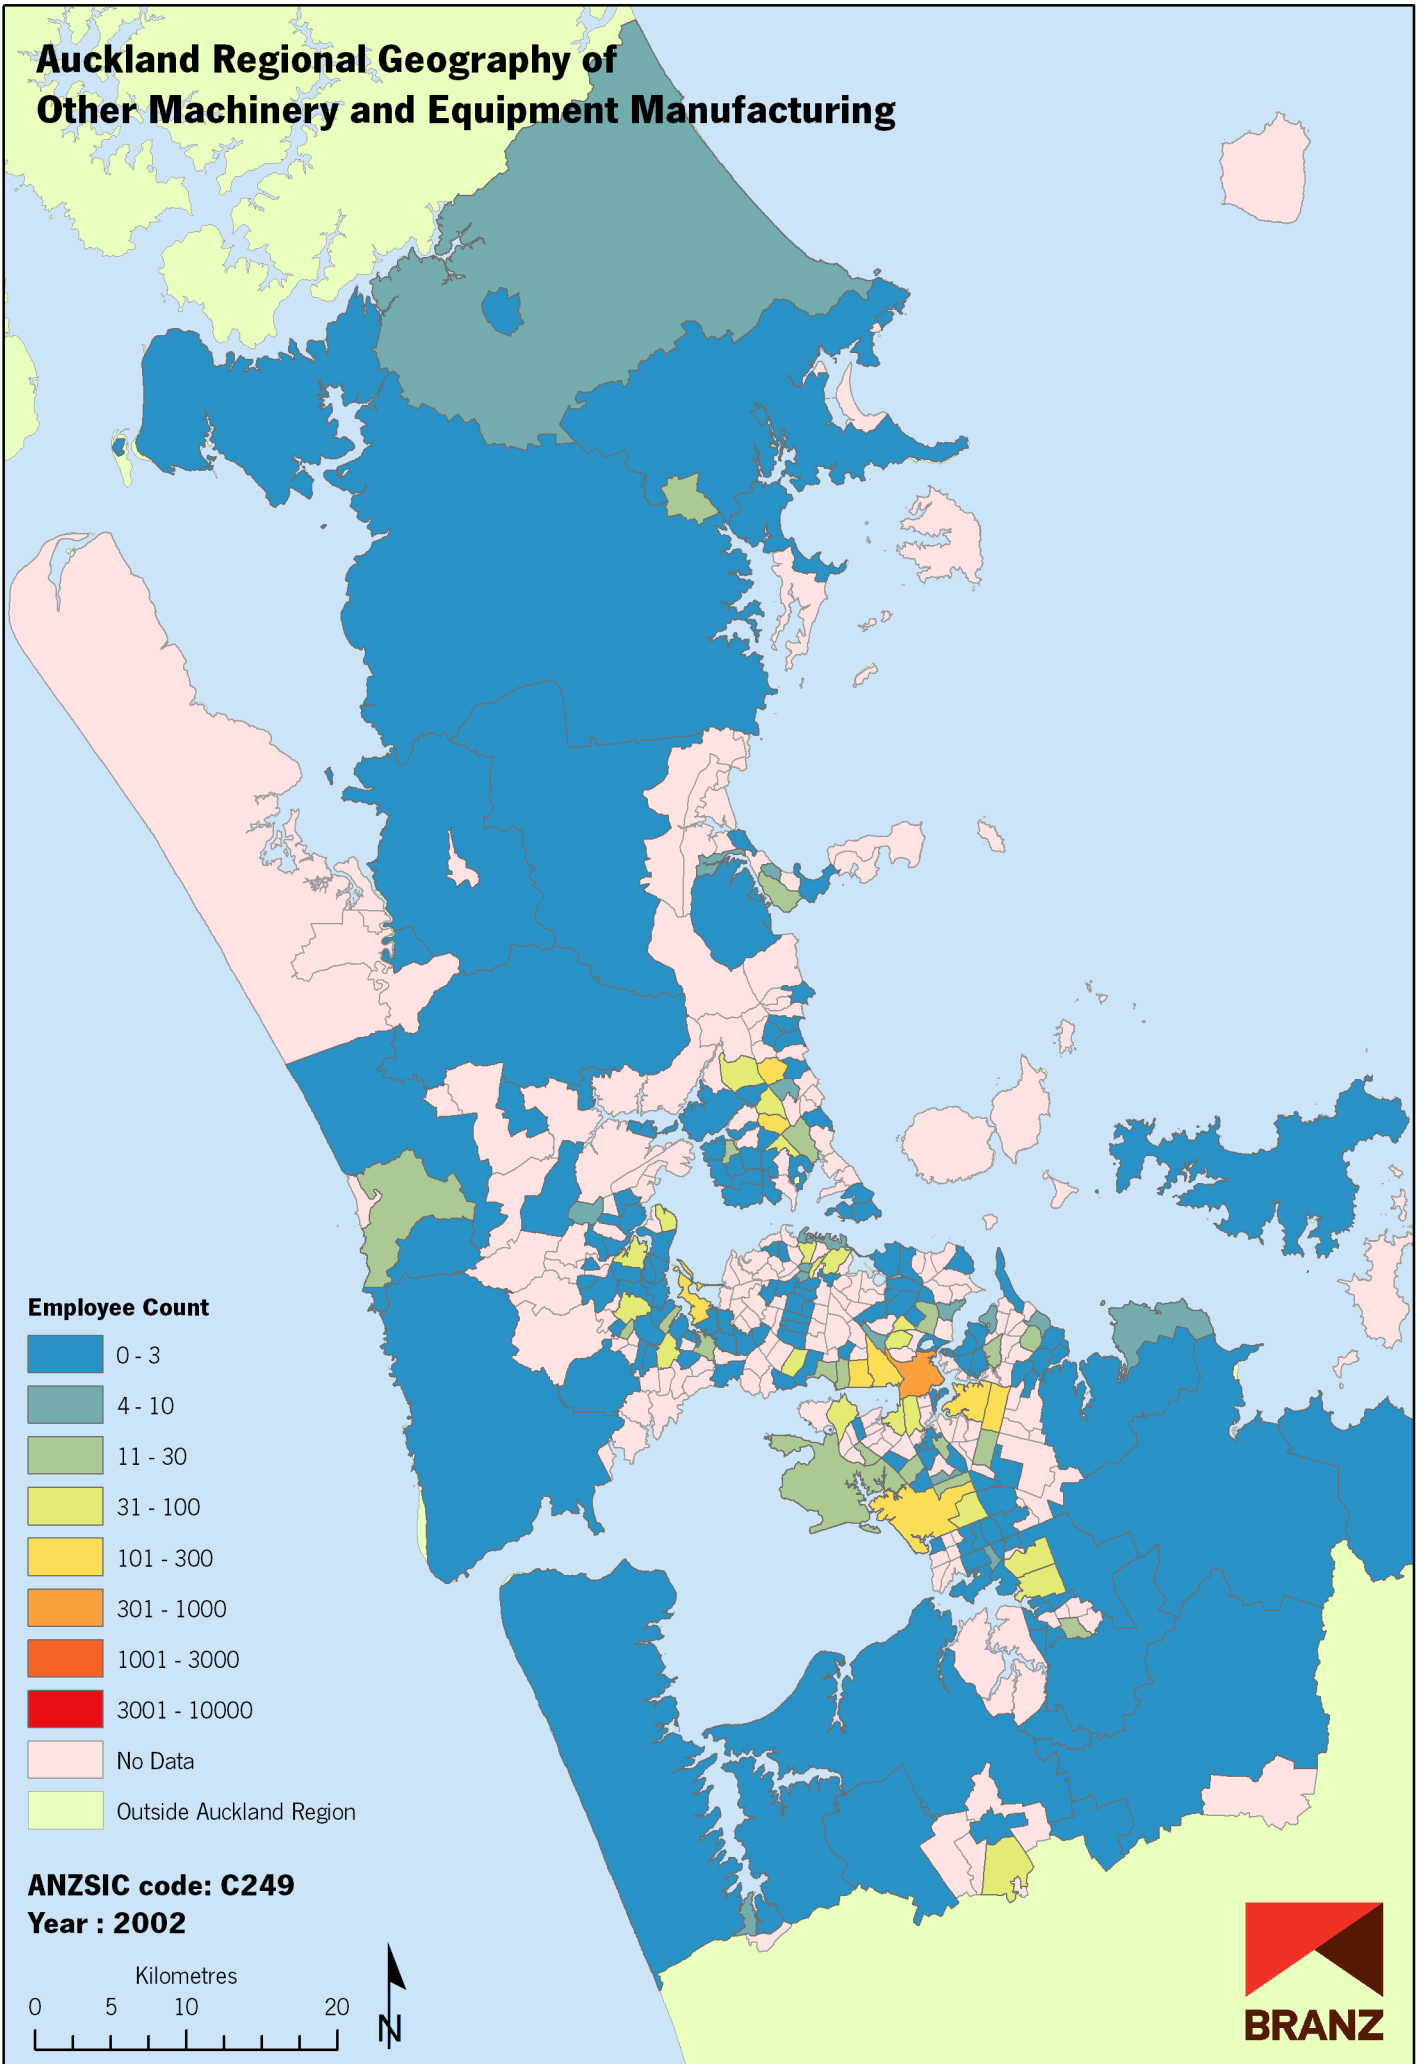 Auckland Regional Geography of
Other Machinery and Equipment Manufacturing
Employee Count
0 - 3
4 - 10
11 - 30
31 - 100
101 - 300
301 - 1000
1001 - 3000
3001 - 10000
No Data
Outside Auckland Region
ANZSIC code: C249
Year : 2002
Kilometres
0 5 10 20
N
BRANZ